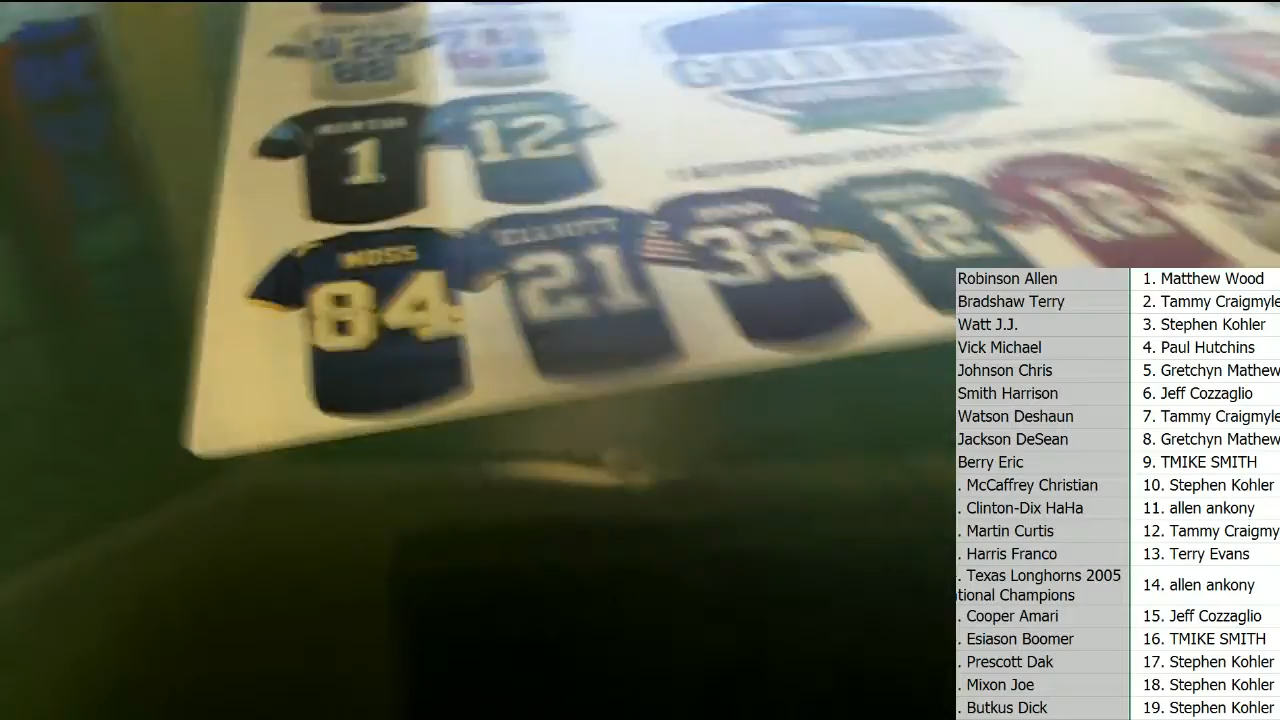 GOLD RUSH
1
12
MOSS
84
ELLIOTT
21
32
12
12
Robinson Allen 1. Matthew Wood
Bradshaw Terry 2. Tammy Craigmyle
Watt J.J. 3. Stephen Kohler
Vick Michael 4. Paul Hutchins
Johnson Chris 5. Gretchyn Mathew
Smith Harrison 6. Jeff Cozzaglio
Watson Deshaun 7. Tammy Craigmyle
Jackson DeSean 8. Gretchyn Mathew
Berry Eric 9. TMIKE SMITH
. McCaffrey Christian 10. Stephen Kohler
. Clinton-Dix HaHa 11. allen ankony
. Martin Curtis 12. Tammy Craigmy
. Harris Franco 13. Terry Evans
. Texas Longhorns 2005
tional Champions 14. allen ankony
. Cooper Amari 15. Jeff Cozzaglio
. Esiason Boomer 16. TMIKE SMITH
. Prescott Dak 17. Stephen Kohler
. Mixon Joe 18. Stephen Kohler
. Butkus Dick 19. Stephen Kohler